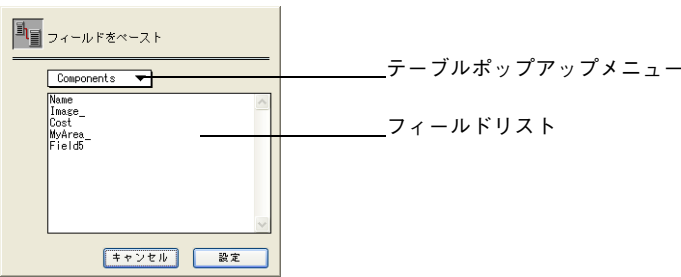 フィールドをペースト
Components
テーブルポップアップメニュー
Name
Image_
Cost
MyArea_
Field5
フィールドリスト
キャンセル
設定